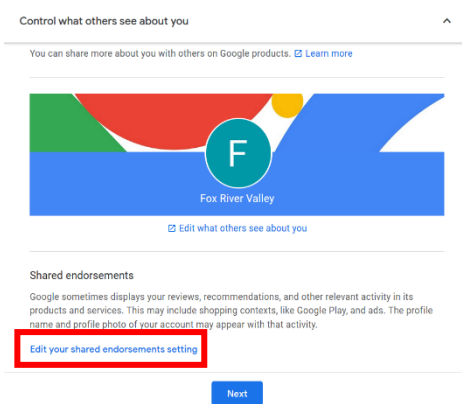 Control what others see about you
You can share more about you with others on Google products. Learn more
F
Fox River Valley
Edit what others see about you
Shared endorsements
Google sometimes displays your reviews, recommendations, and other relevant activity in its
products and services. This may include shopping contexts, like Google Play, and ads. The profile
name and profile photo of your account may appear with that activity.
Edit your shared endorsements setting
Next